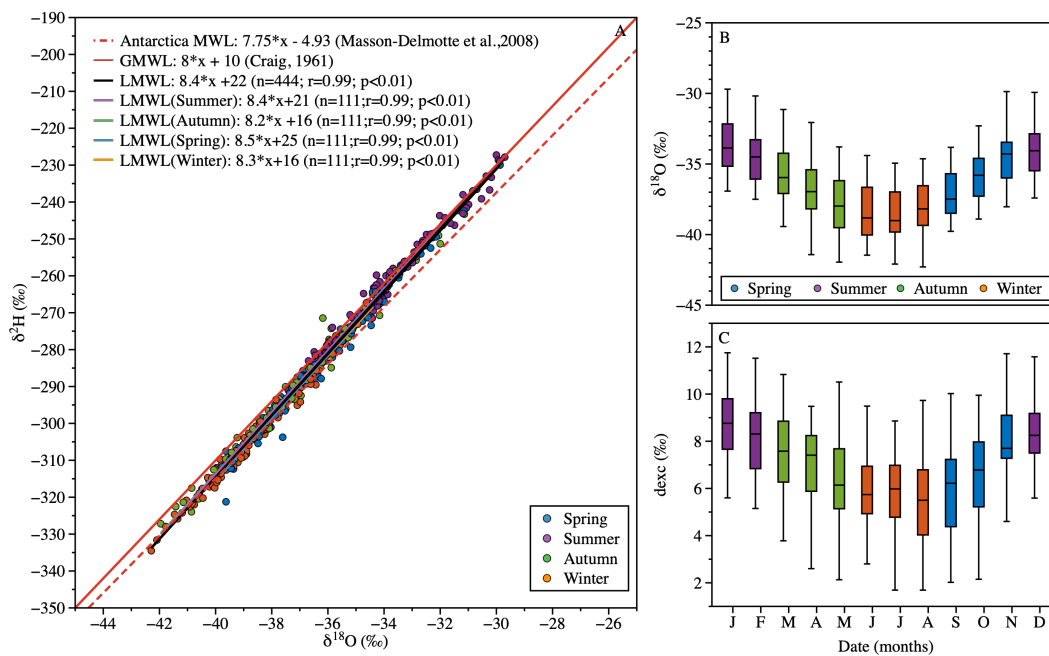 A
Antarctica MWL: 7.75*x - 4.93 (Masson-Delmotte et al.,2008)
GMWL: 8*x + 10 (Craig, 1961)
LMWL: 8.4*x +22 (n=444; r=0.99; p<0.01)
LMWL(Summer): 8.4*x+21 (n=111;r=0.99; p<0.01)
LMWL(Autumn): 8.2*x +16 (n=111;r=0.99; p<0.01)
LMWL(Spring): 8.5*x+25 (n=111;r=0.99; p<0.01)
LMWL(Winter): 8.3*x+16 (n=111;r=0.99; p<0.01)
−190
−200
−210
−220
−230
−240
−250
−260
−270
−280
−290
−300
−310
−320
−330
−340
−350
δ²H (‰)
Spring
Summer
Autumn
Winter
−44 −42 −40 −38 −36 −34 −32 −30 −28 −26
δ¹⁸O (‰)
B
−25
−30
−35
−40
−45
δ¹⁸O (‰)
Spring Summer Autumn Winter
C
12
10
8
6
4
2
dexc (‰)
J F M A M J J A S O N D
Date (months)